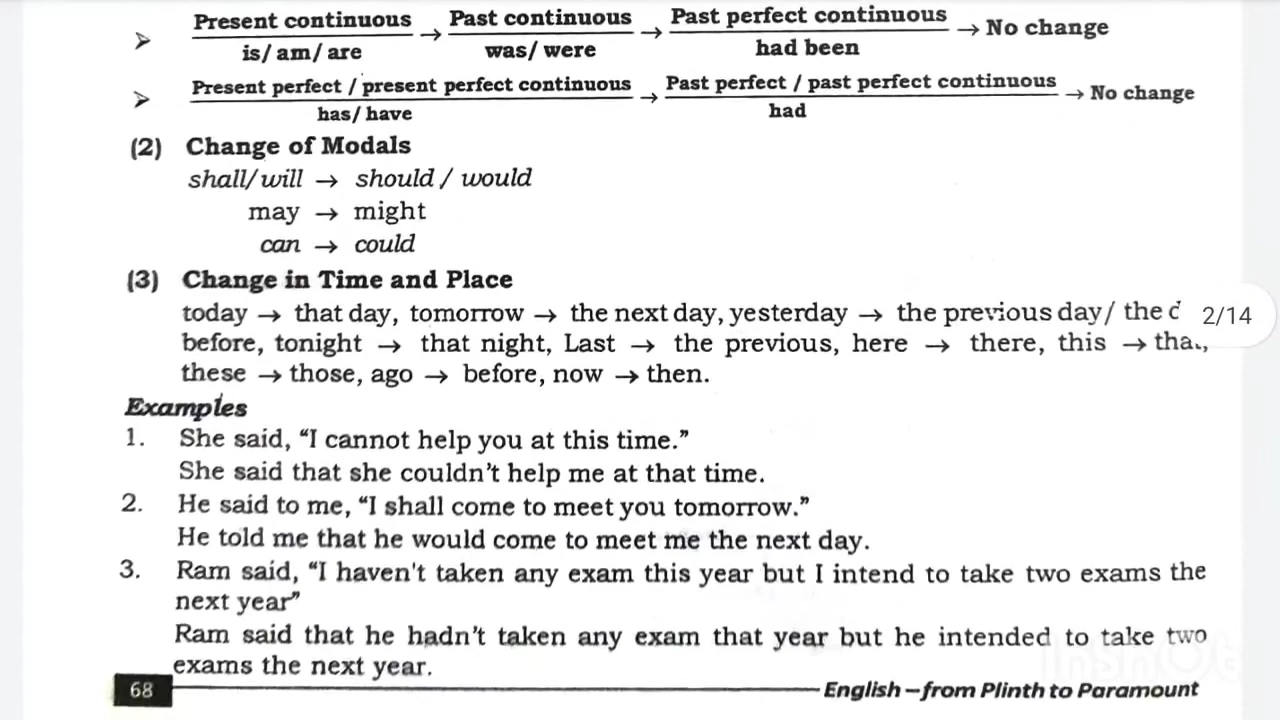 ➢ Present continuous / is/ am/ are → Past continuous / was/ were → Past perfect continuous / had been → No change
➢ Present perfect / present perfect continuous / has/ have → Past perfect / past perfect continuous / had → No change
(2) Change of Modals
shall/ will → should / would
may → might
can → could
(3) Change in Time and Place
today → that day, tomorrow → the next day, yesterday → the previous day/ the
2/14
before, tonight → that night, Last → the previous, here → there, this →
these → those, ago → before, now → then.
Examples
1. She said, “I cannot help you at this time.”
She said that she couldn’t help me at that time.
2. He said to me, “I shall come to meet you tomorrow.”
He told me that he would come to meet me the next day.
3. Ram said, “I haven't taken any exam this year but I intend to take two exams the
next year”
Ram said that he hadn’t taken any exam that year but he intended to take two
exams the next year.
68
English – from Plinth to Paramount
InShOt